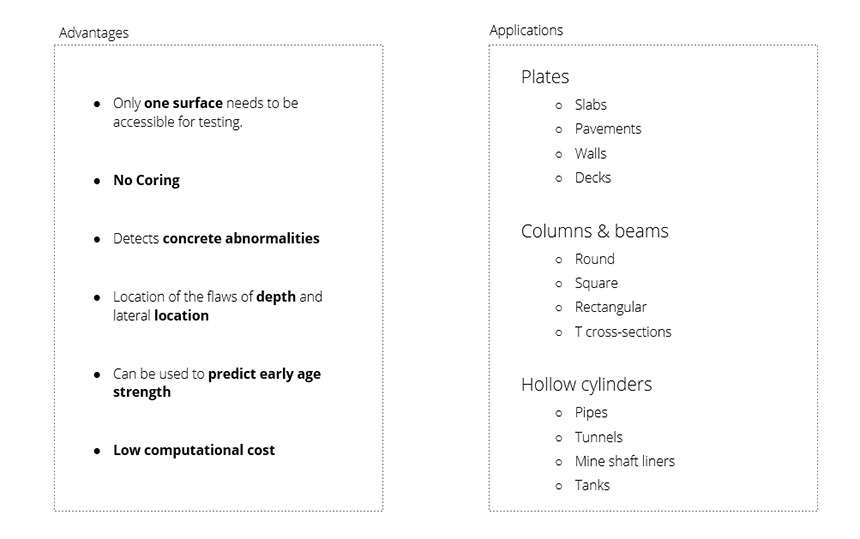 Advantages
● Only one surface needs to be
accessible for testing.
● No Coring
● Detects concrete abnormalities
● Location of the flaws of depth and
lateral location
● Can be used to predict early age
strength
● Low computational cost
Applications
Plates
○ Slabs
○ Pavements
○ Walls
○ Decks
Columns & beams
○ Round
○ Square
○ Rectangular
○ T cross-sections
Hollow cylinders
○ Pipes
○ Tunnels
○ Mine shaft liners
○ Tanks